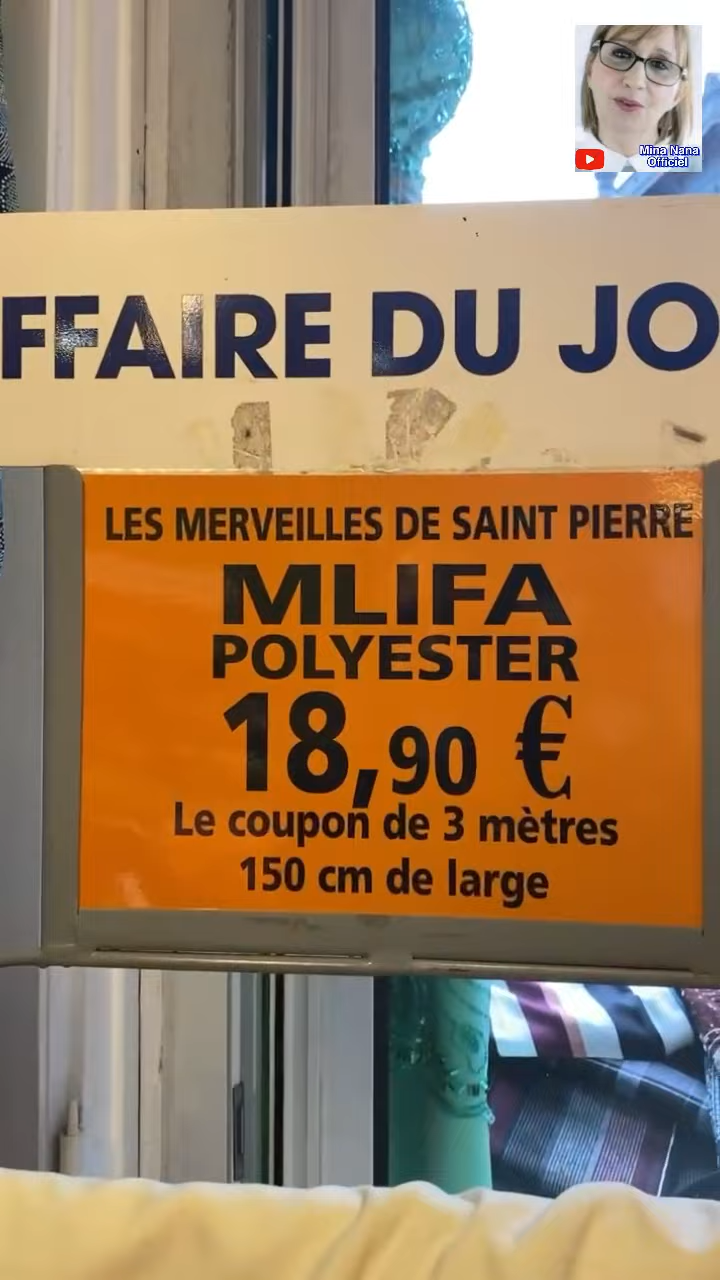 Mina Nana
Officiel
FFAIRE DU JO
LES MERVEILLES DE SAINT PIERRE
MLIFA
POLYESTER
18,90 €
Le coupon de 3 mètres
150 cm de large